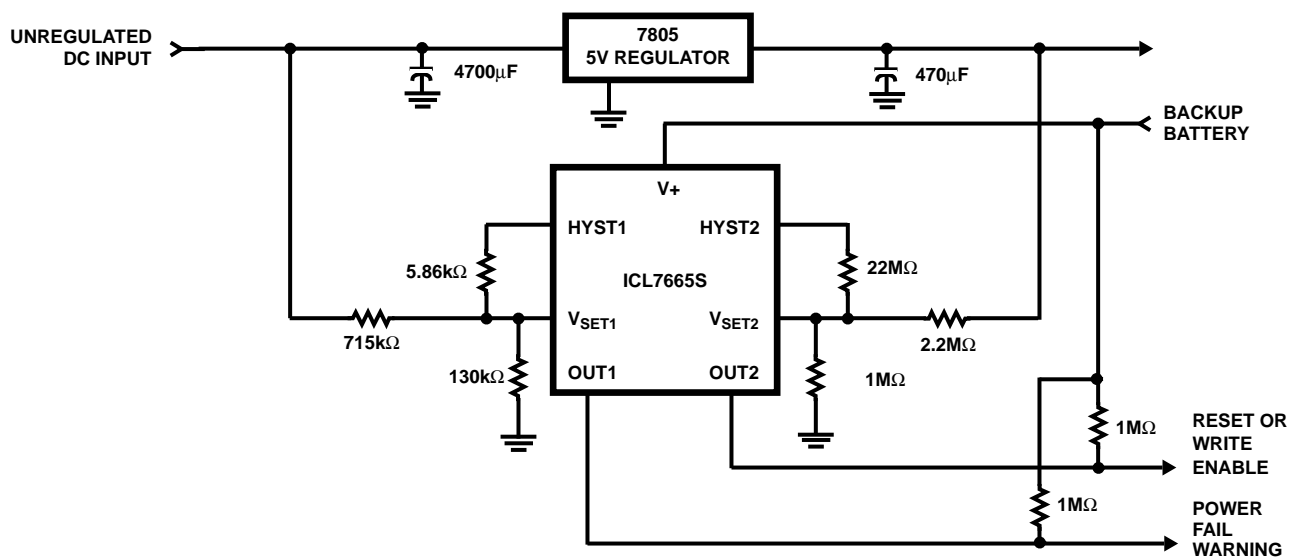 UNREGULATED
DC INPUT
7805
5V REGULATOR
4700μF
470μF
BACKUP
BATTERY
V+
HYST1
HYST2
5.86kΩ
ICL7665S
22MΩ
VSET1
VSET2
715kΩ
2.2MΩ
130kΩ
OUT1
OUT2
1MΩ
1MΩ
RESET OR
WRITE
ENABLE
1MΩ
POWER
FAIL
WARNING